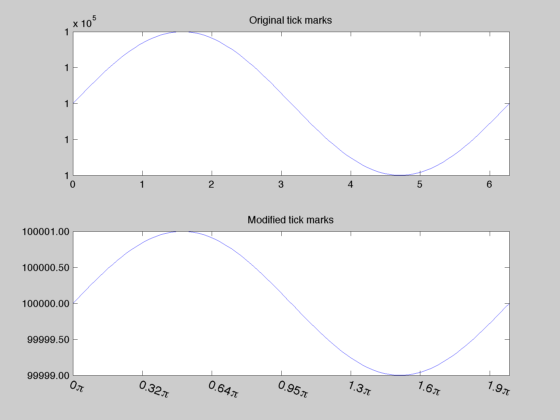 Original tick marks
x 10^5
1
1
1
1
1
0 1 2 3 4 5 6
Modified tick marks
100001.00
100000.50
100000.00
99999.50
99999.00
0π 0.32π 0.64π 0.95π 1.3π 1.6π 1.9π